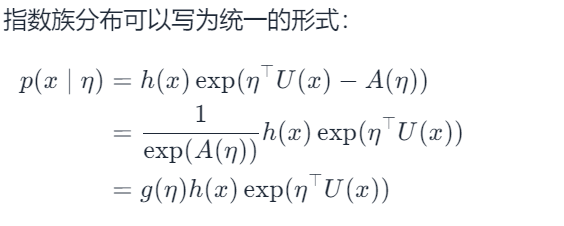 指数族分布可以写为统一的形式：
p(x | η) = h(x) exp(η⊤U(x) − A(η))
= 1/exp(A(η)) h(x) exp(η⊤U(x))
= g(η)h(x) exp(η⊤U(x))